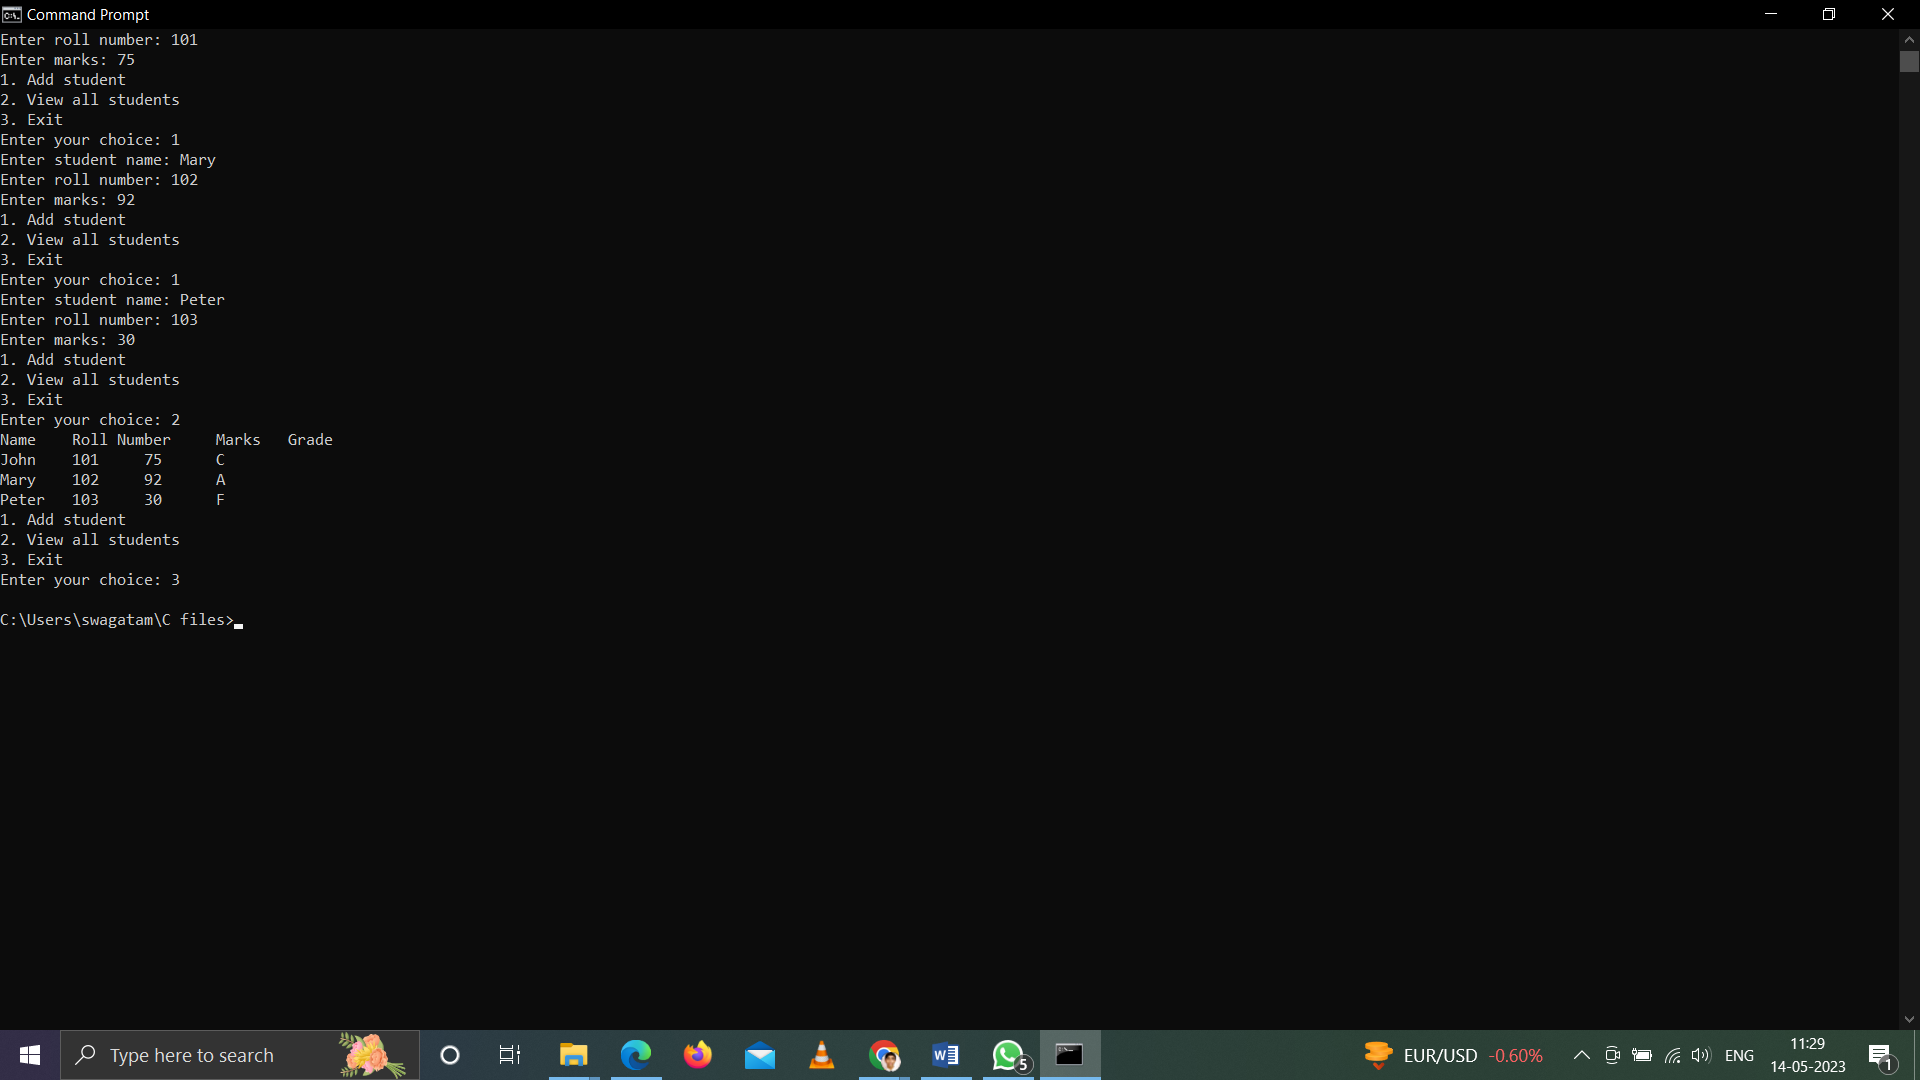 Command Prompt
Enter roll number: 101
Enter marks: 75
1. Add student
2. View all students
3. Exit
Enter your choice: 1
Enter student name: Mary
Enter roll number: 102
Enter marks: 92
1. Add student
2. View all students
3. Exit
Enter your choice: 1
Enter student name: Peter
Enter roll number: 103
Enter marks: 30
1. Add student
2. View all students
3. Exit
Enter your choice: 2
Name    Roll Number     Marks   Grade
John    101     75      C
Mary    102     92      A
Peter   103     30      F
1. Add student
2. View all students
3. Exit
Enter your choice: 3
C:\Users\swagatam\C files>
Type here to search
5
EUR/USD -0.60%
ENG
11:29
14-05-2023
1